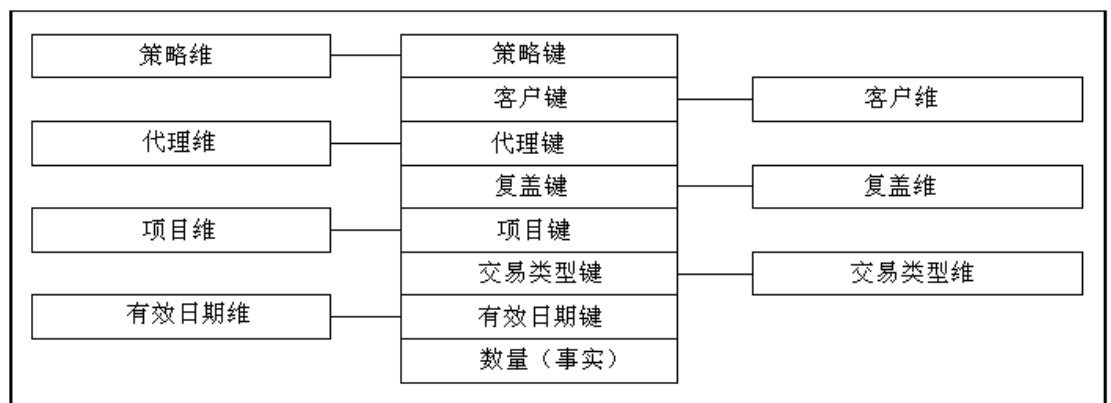 策略维
策略键
客户键
客户维
代理维
代理键
复盖键
复盖维
项目维
项目键
交易类型键
交易类型维
有效日期维
有效日期键
数量（事实）